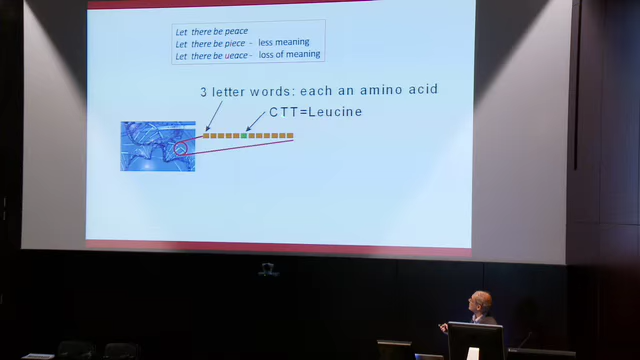 Let there be peace
Let there be piece - less meaning
Let there be ueace - loss of meaning
3 letter words: each an amino acid
CTT=Leucine